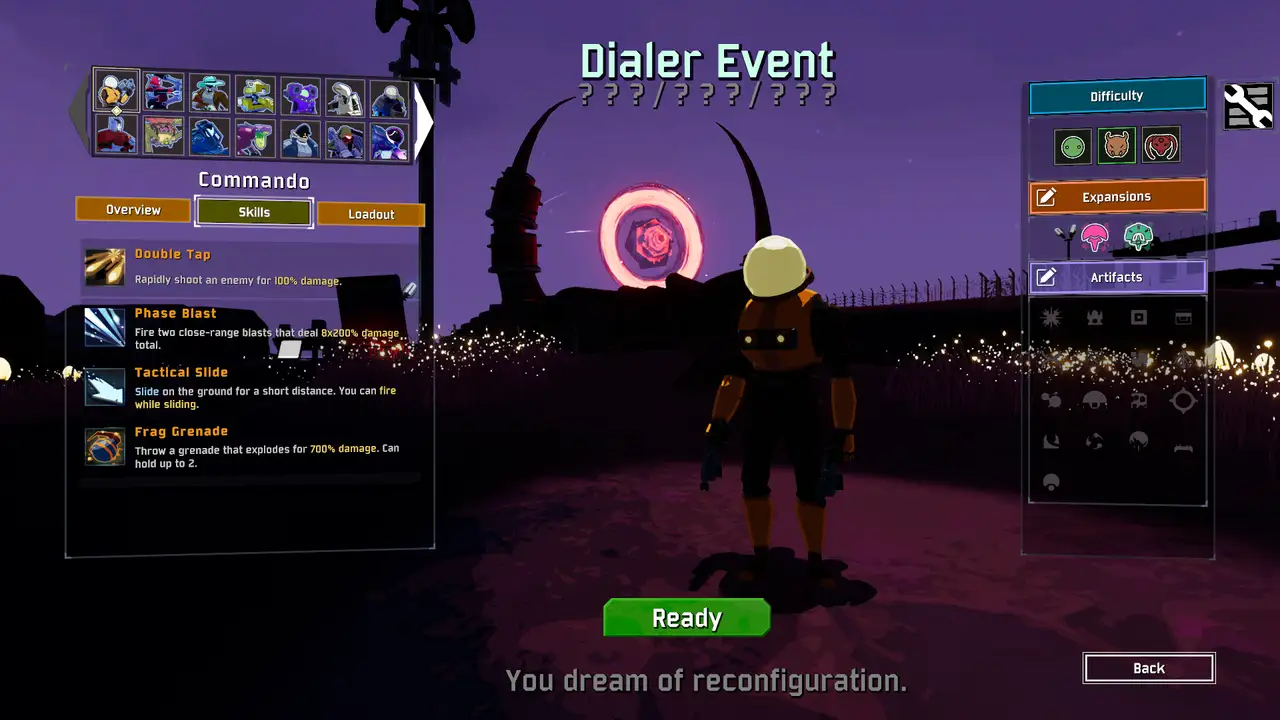 Dialer Event
???/???/???
Commando
Overview
Skills
Loadout
Double Tap
Rapidly shoot an enemy for 100% damage.
Phase Blast
Fire two close-range blasts that deal 8x200% damage
total.
Tactical Slide
Slide on the ground for a short distance. You can fire
while sliding.
Frag Grenade
Throw a grenade that explodes for 700% damage. Can
hold up to 2.
Difficulty
Expansions
Artifacts
Ready
You dream of reconfiguration.
Back